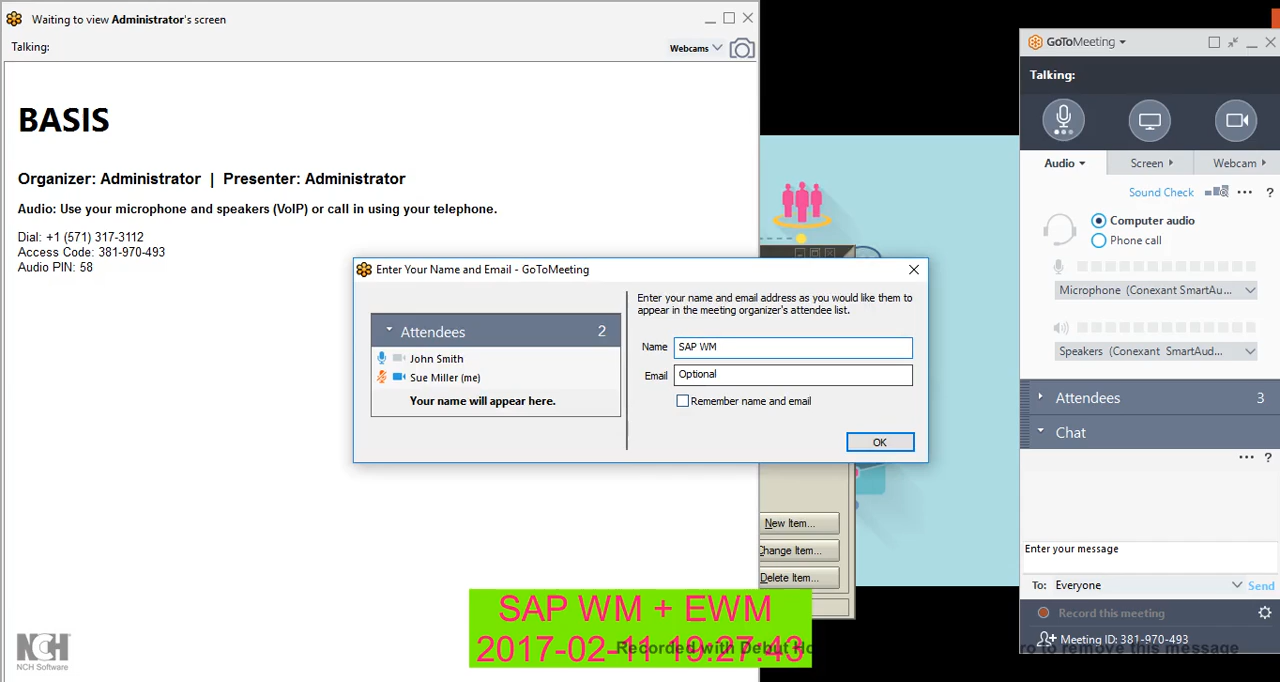 Waiting to view Administrator's screen
Talking:
Webcams
BASIS
Organizer: Administrator | Presenter: Administrator
Audio: Use your microphone and speakers (VoIP) or call in using your telephone.
Dial: +1 (571) 317-3112
Access Code: 381-970-493
Audio PIN: 58
Enter Your Name and Email - GoToMeeting
Attendees 2
John Smith
Sue Miller (me)
Your name will appear here.
Enter your name and email address as you would like them to
appear in the meeting organizer's attendee list.
Name SAP WM
Email Optional
Remember name and email
OK
New Item...
Change Item...
Delete Item...
GoToMeeting
Talking:
Audio Screen Webcam
Sound Check ... ?
Computer audio
Phone call
Microphone (Conexant SmartAu...
Speakers (Conexant SmartAud...
Attendees 3
Chat
... ?
Enter your message
To: Everyone Send
Record this meeting
Meeting ID: 381-970-493
SAP WM + EWM
2017-02-11 19:27:43
Recorded with Debut Ho
ro to remove this message
NCH
NCH Software